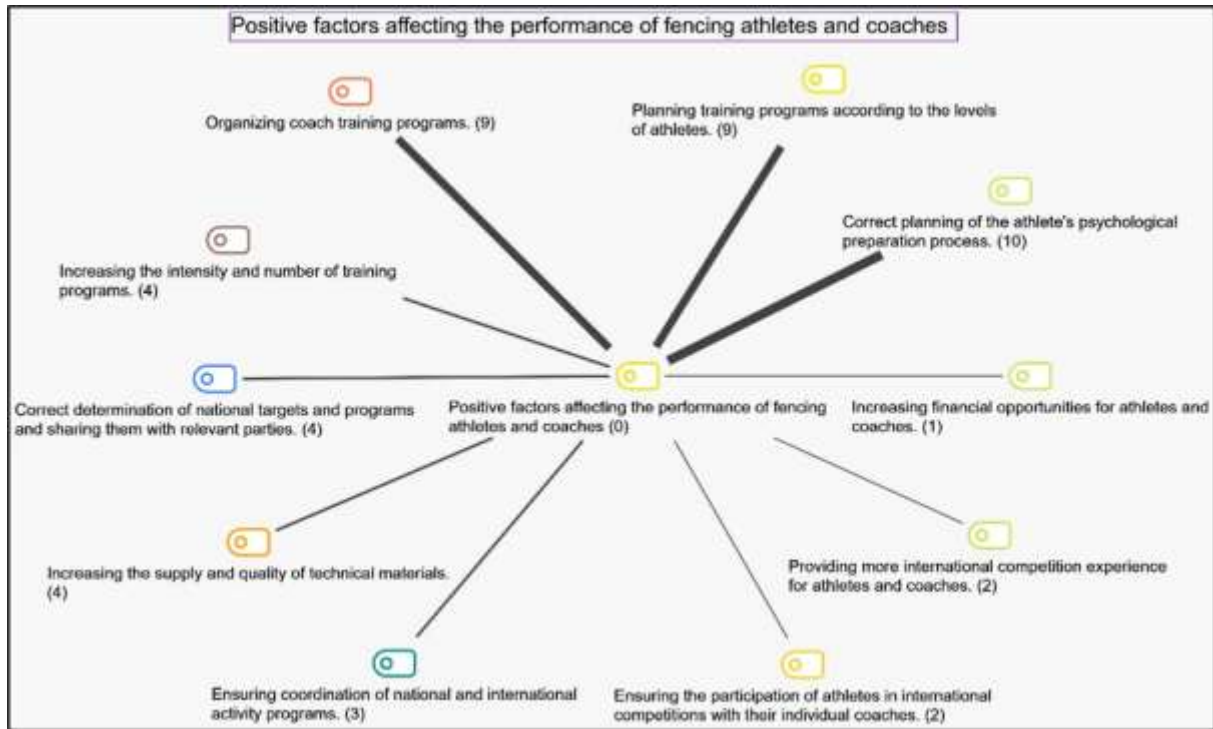 Positive factors affecting the performance of fencing athletes and coaches
Organizing coach training programs. (9)
Planning training programs according to the levels
of athletes. (9)
Correct planning of the athlete's psychological
preparation process. (10)
Increasing the intensity and number of training
programs. (4)
Correct determination of national targets and programs
and sharing them with relevant parties. (4)
Positive factors affecting the performance of fencing
athletes and coaches (0)
Increasing financial opportunities for athletes and
coaches. (1)
Increasing the supply and quality of technical materials.
(4)
Providing more international competition experience
for athletes and coaches. (2)
Ensuring coordination of national and international
activity programs. (3)
Ensuring the participation of athletes in international
competitions with their individual coaches. (2)